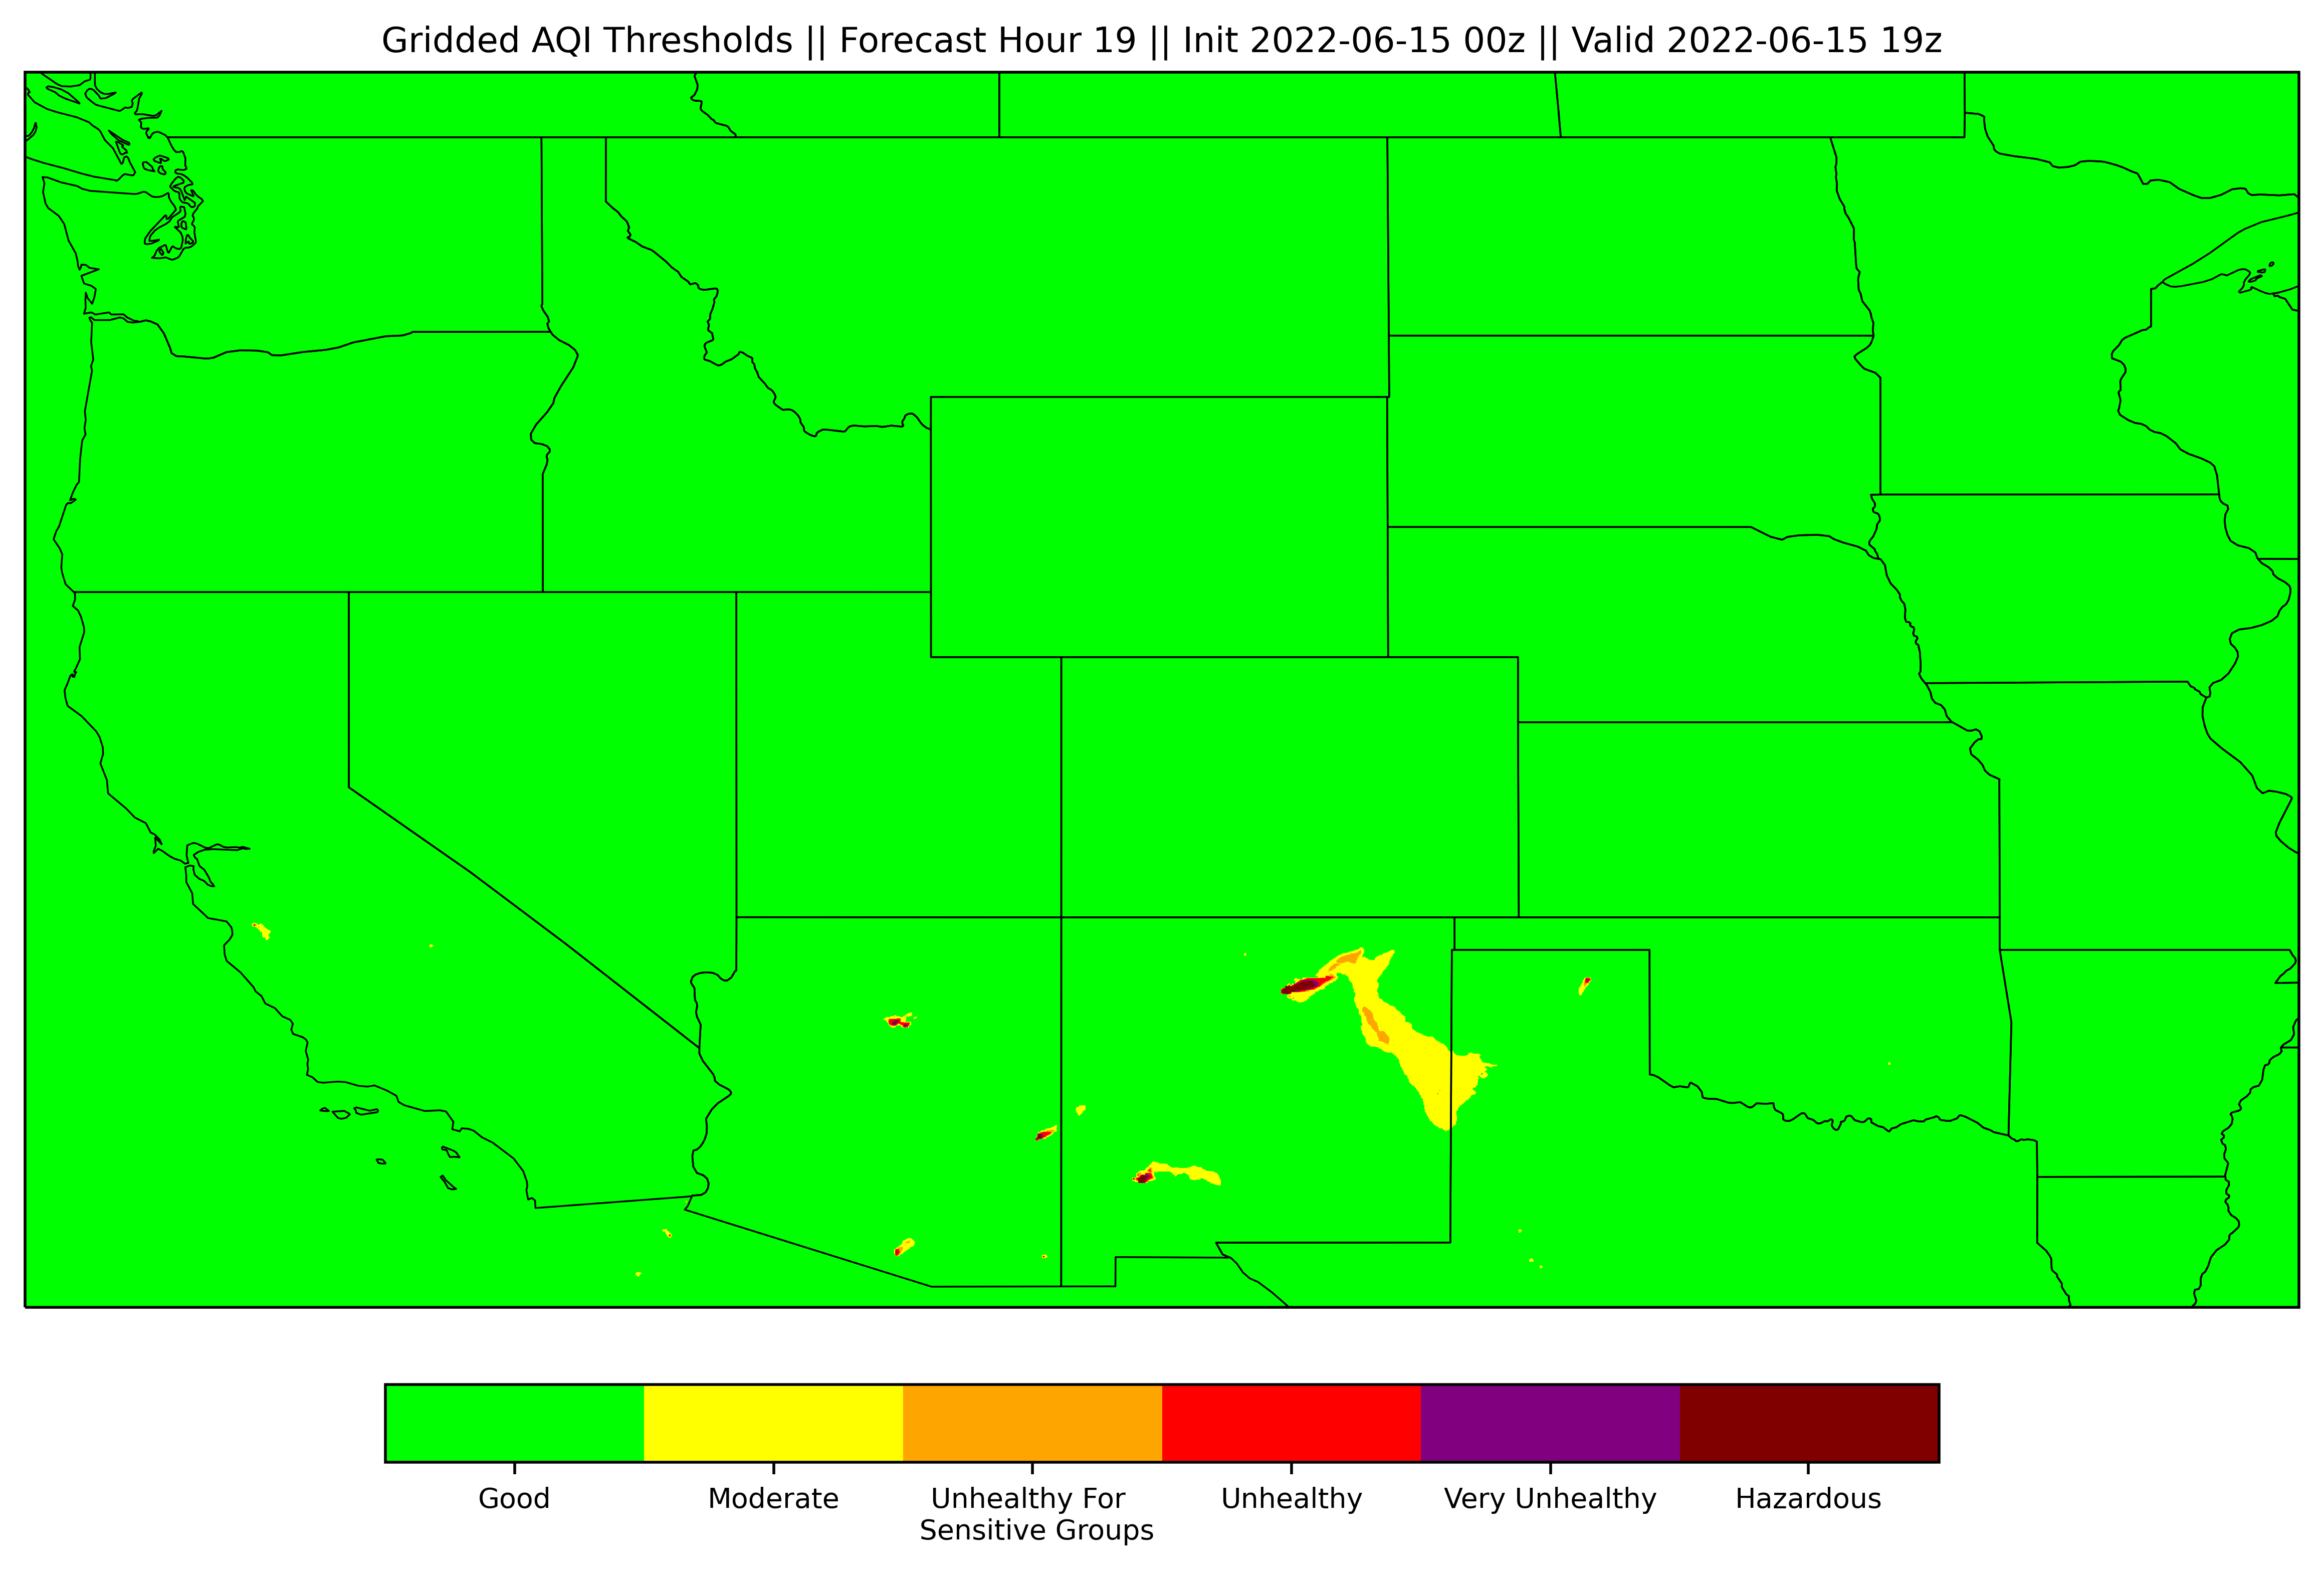 Gridded AQI Thresholds || Forecast Hour 19 || Init 2022-06-15 00z || Valid 2022-06-15 19z
Good
Moderate
Unhealthy For
Sensitive Groups
Unhealthy
Very Unhealthy
Hazardous